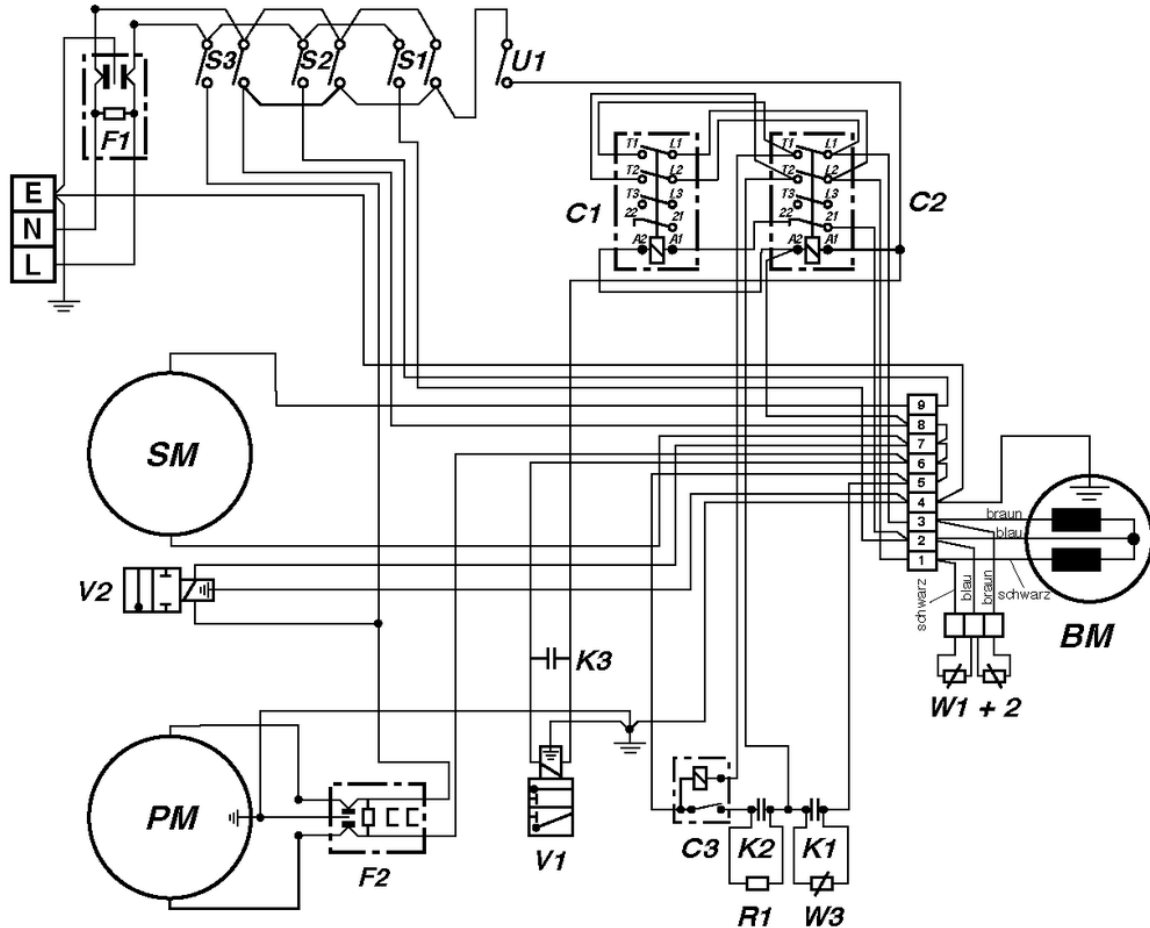 S3
S2
S1
U1
F1
E
N
L
C1
T1
L1
T2
L2
T3
L3
22
21
A2
A1
T1
L1
T2
L2
T3
L3
22
21
A2
A1
C2
SM
9
8
7
6
5
4
3
2
1
braun
blau
schwarz
schwarz
blau
braun
BM
W1 + 2
V2
K3
PM
F2
V1
C3
K2
K1
R1
W3